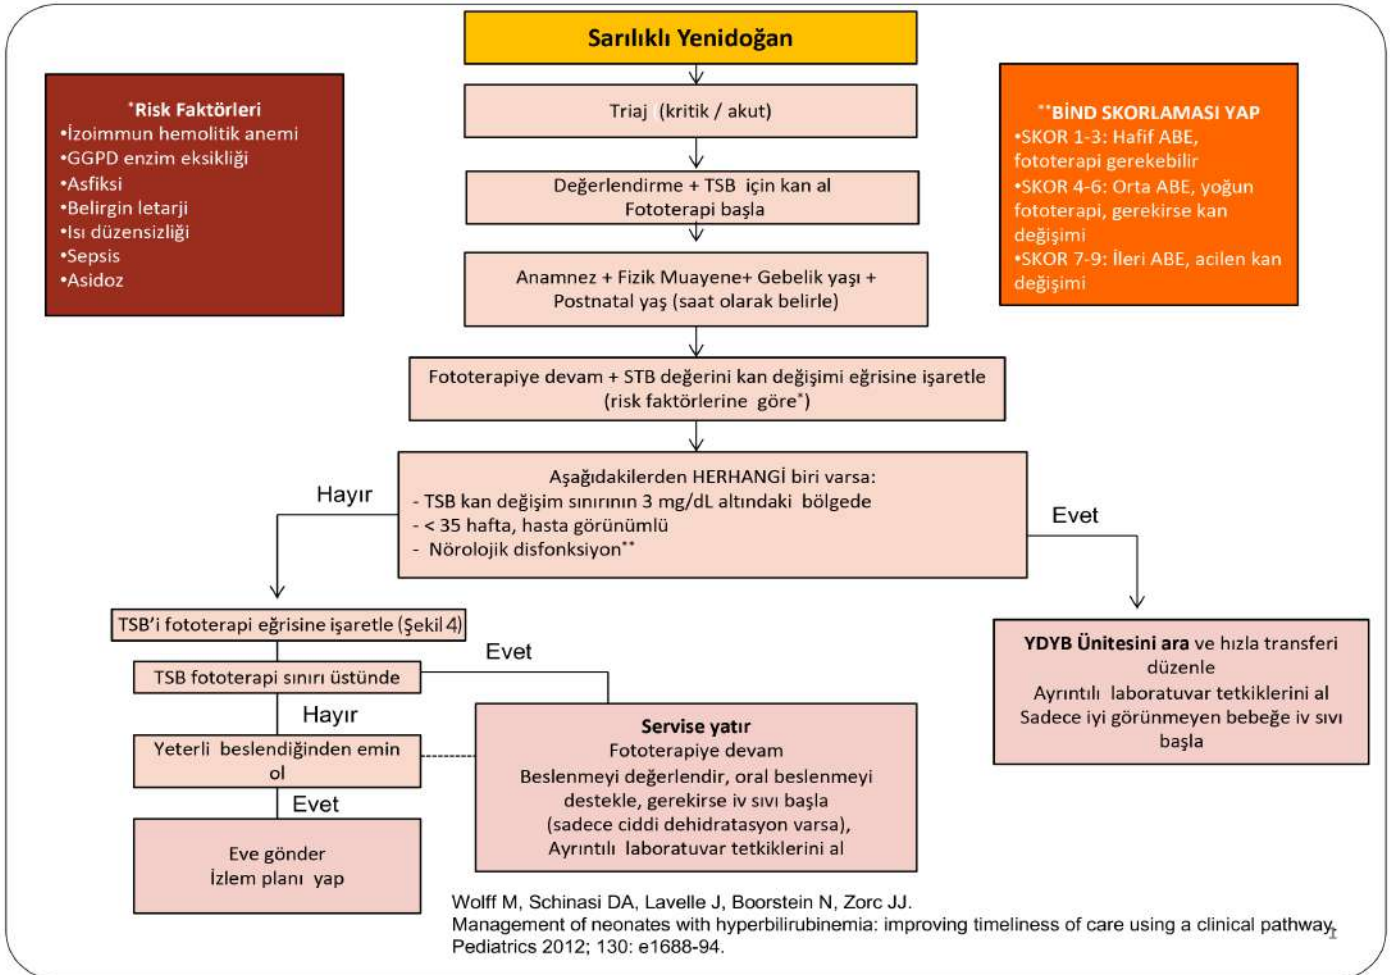 Sarılıklı Yenidoğan
*Risk Faktörleri
•İzoimmun hemolitik anemi
•GGPD enzim eksikliği
•Asfiksi
•Belirgin letarji
•Isı düzensizliği
•Sepsis
•Asidoz
**BİND SKORLAMASI YAP
•SKOR 1-3: Hafif ABE,
fototerapi gerekebilir
•SKOR 4-6: Orta ABE, yoğun
fototerapi, gerekirse kan
değişimi
•SKOR 7-9: İleri ABE, acilen kan
değişimi
Triaj (kritik / akut)
Değerlendirme + TSB için kan al
Fototerapi başla
Anamnez + Fizik Muayene+ Gebelik yaşı +
Postnatal yaş (saat olarak belirle)
Fototerapiye devam + STB değerini kan değişimi eğrisine işaretle
(risk faktörlerine göre*)
Aşağıdakilerden HERHANGİ biri varsa:
- TSB kan değişim sınırının 3 mg/dL altındaki bölgede
- < 35 hafta, hasta görünümlü
- Nörolojik disfonksiyon**
Hayır
Evet
TSB'i fototerapi eğrisine işaretle (Şekil 4)
TSB fototerapi sınırı üstünde
Evet
Hayır
Yeterli beslendiğinden emin
ol
Evet
Eve gönder
İzlem planı yap
Servise yatır
Fototerapiye devam
Beslenmeyi değerlendir, oral beslenmeyi
destekle, gerekirse iv sıvı başla
(sadece ciddi dehidratasyon varsa),
Ayrıntılı laboratuvar tetkiklerini al
YDYB Ünitesini ara ve hızla transferi
düzenle
Ayrıntılı laboratuvar tetkiklerini al
Sadece iyi görünmeyen bebeğe iv sıvı
başla
Wolff M, Schinasi DA, Lavelle J, Boorstein N, Zorc JJ.
Management of neonates with hyperbilirubinemia: improving timeliness of care using a clinical pathway.
Pediatrics 2012; 130: e1688-94.